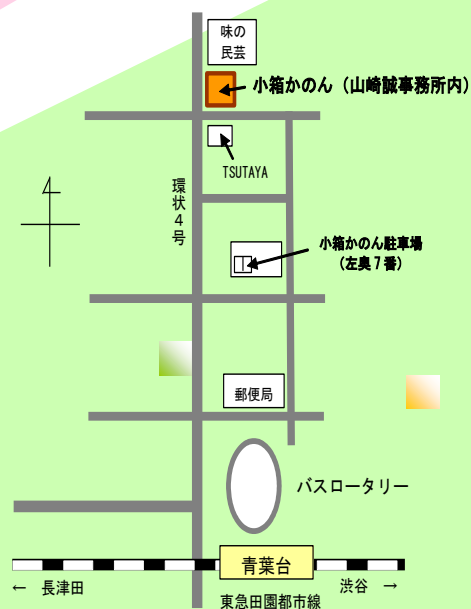 味の
民芸
小箱かのん（山崎誠事務所内）
TSUTAYA
環状４号
小箱かのん駐車場
（左奥７番）
郵便局
バスロータリー
青葉台
← 長津田
渋谷 →
東急田園都市線